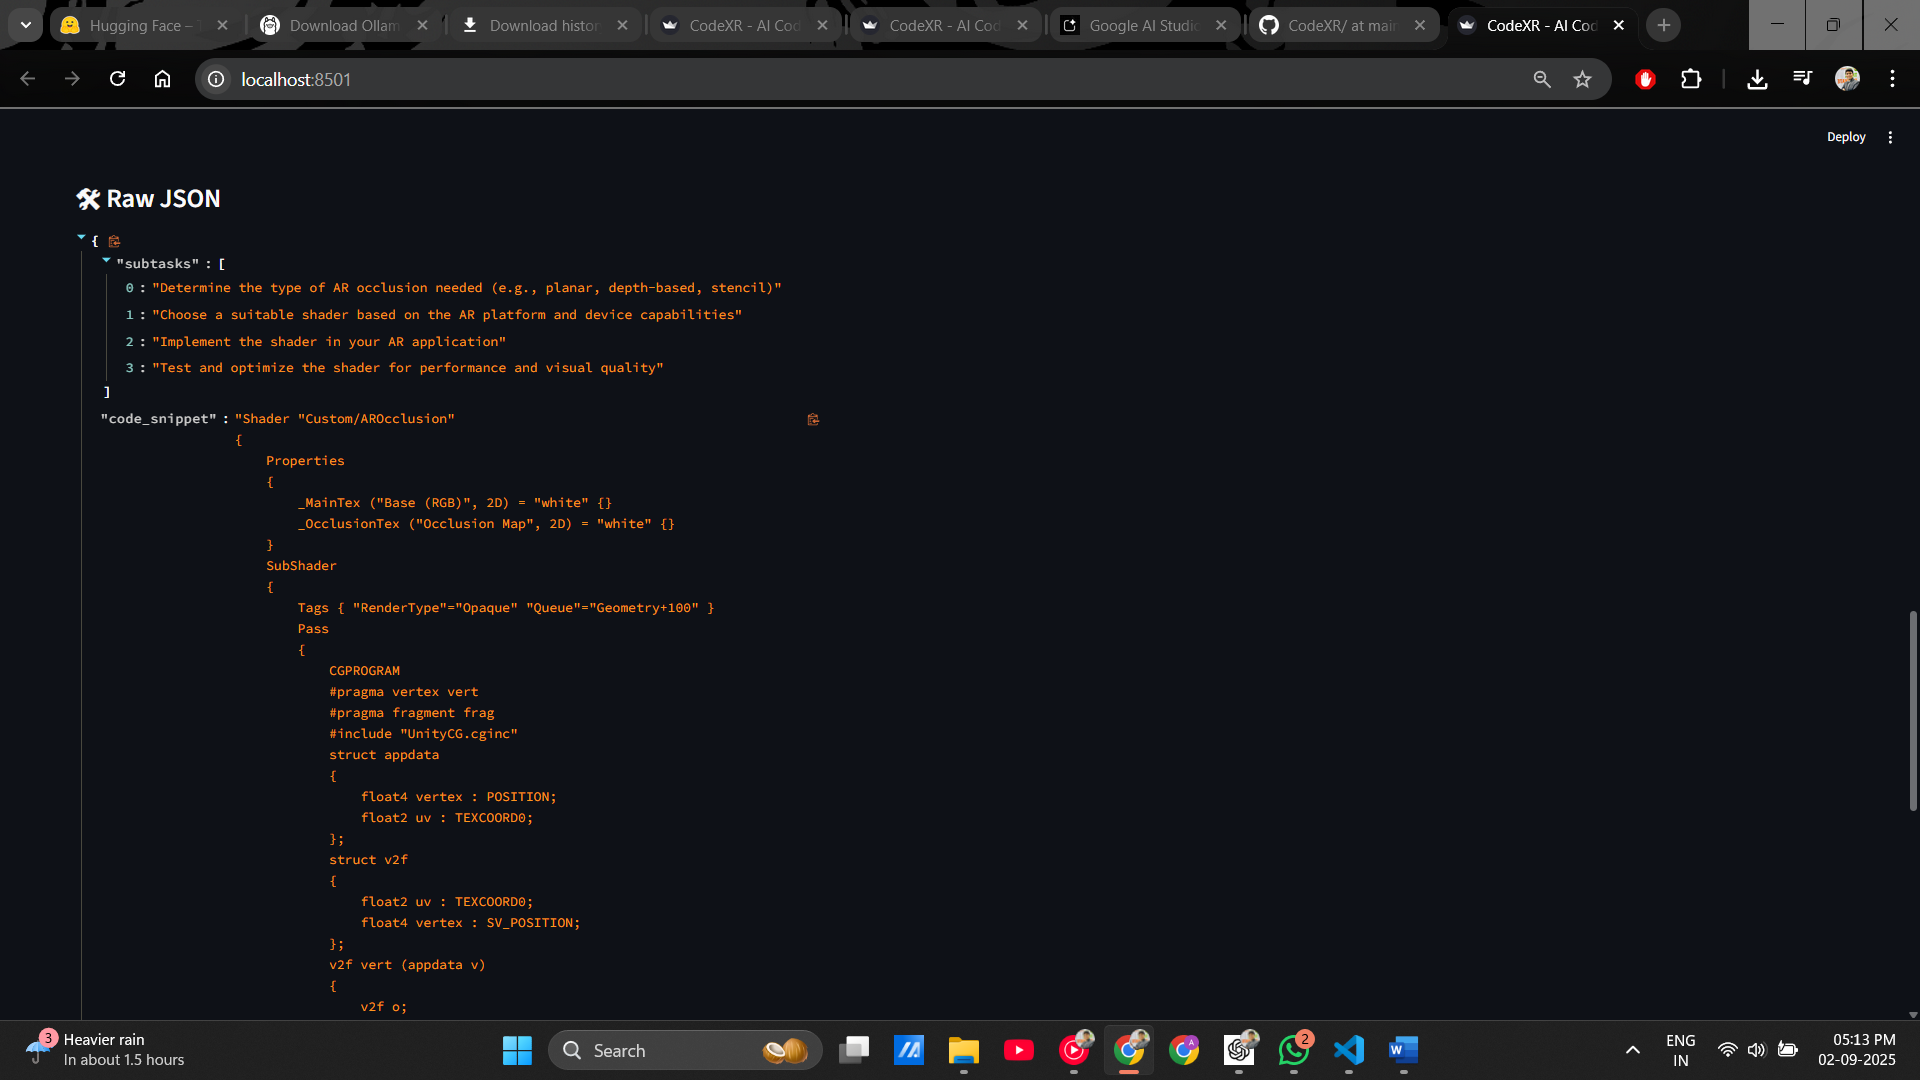 Hugging Face – T
Download Ollam
Download histor
CodeXR - AI Cod
CodeXR - AI Cod
Google AI Studio
CodeXR/ at main
CodeXR - AI Cod
localhost:8501
Deploy
🛠 Raw JSON
{
"subtasks" : [
0 : "Determine the type of AR occlusion needed (e.g., planar, depth-based, stencil)"
1 : "Choose a suitable shader based on the AR platform and device capabilities"
2 : "Implement the shader in your AR application"
3 : "Test and optimize the shader for performance and visual quality"
]
"code_snippet" : "Shader "Custom/AROcclusion"
{
Properties
{
_MainTex ("Base (RGB)", 2D) = "white" {}
_OcclusionTex ("Occlusion Map", 2D) = "white" {}
}
SubShader
{
Tags { "RenderType"="Opaque" "Queue"="Geometry+100" }
Pass
{
CGPROGRAM
#pragma vertex vert
#pragma fragment frag
#include "UnityCG.cginc"
struct appdata
{
float4 vertex : POSITION;
float2 uv : TEXCOORD0;
};
struct v2f
{
float2 uv : TEXCOORD0;
float4 vertex : SV_POSITION;
};
v2f vert (appdata v)
{
v2f o;
3
Heavier rain
In about 1.5 hours
Search
A
2
W
ENG
IN
05:13 PM
02-09-2025